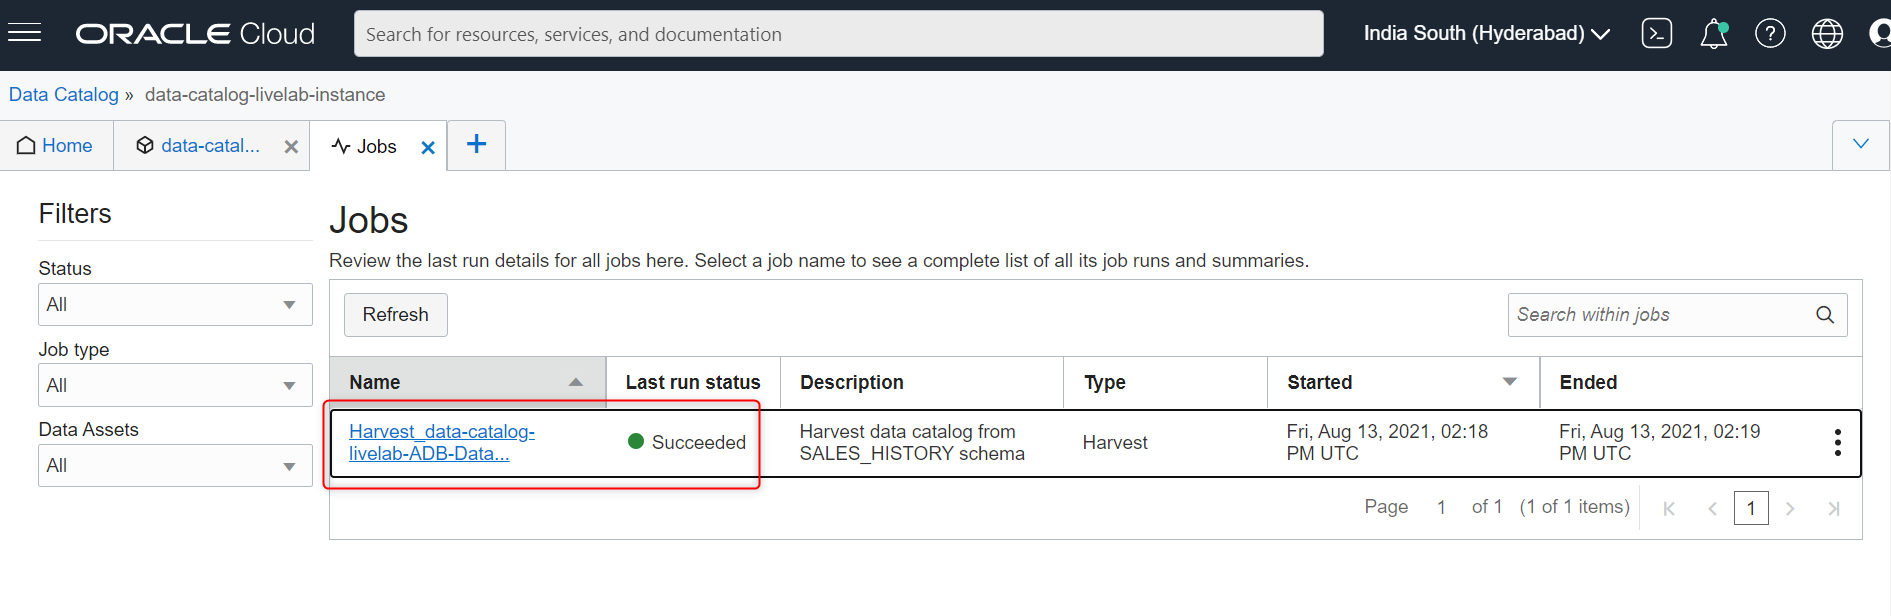 ORACLE Cloud
Search for resources, services, and documentation
India South (Hyderabad)
Data Catalog » data-catalog-livelab-instance
Home
data-catal...
Jobs
Filters
Status
All
Job type
All
Data Assets
All
Jobs
Review the last run details for all jobs here. Select a job name to see a complete list of all its job runs and summaries.
Refresh
Search within jobs
Name
Last run status
Description
Type
Started
Ended
Harvest_data-catalog-
livelab-ADB-Data...
Succeeded
Harvest data catalog from
SALES_HISTORY schema
Harvest
Fri, Aug 13, 2021, 02:18
PM UTC
Fri, Aug 13, 2021, 02:19
PM UTC
Page 1 of 1 (1 of 1 items) 1